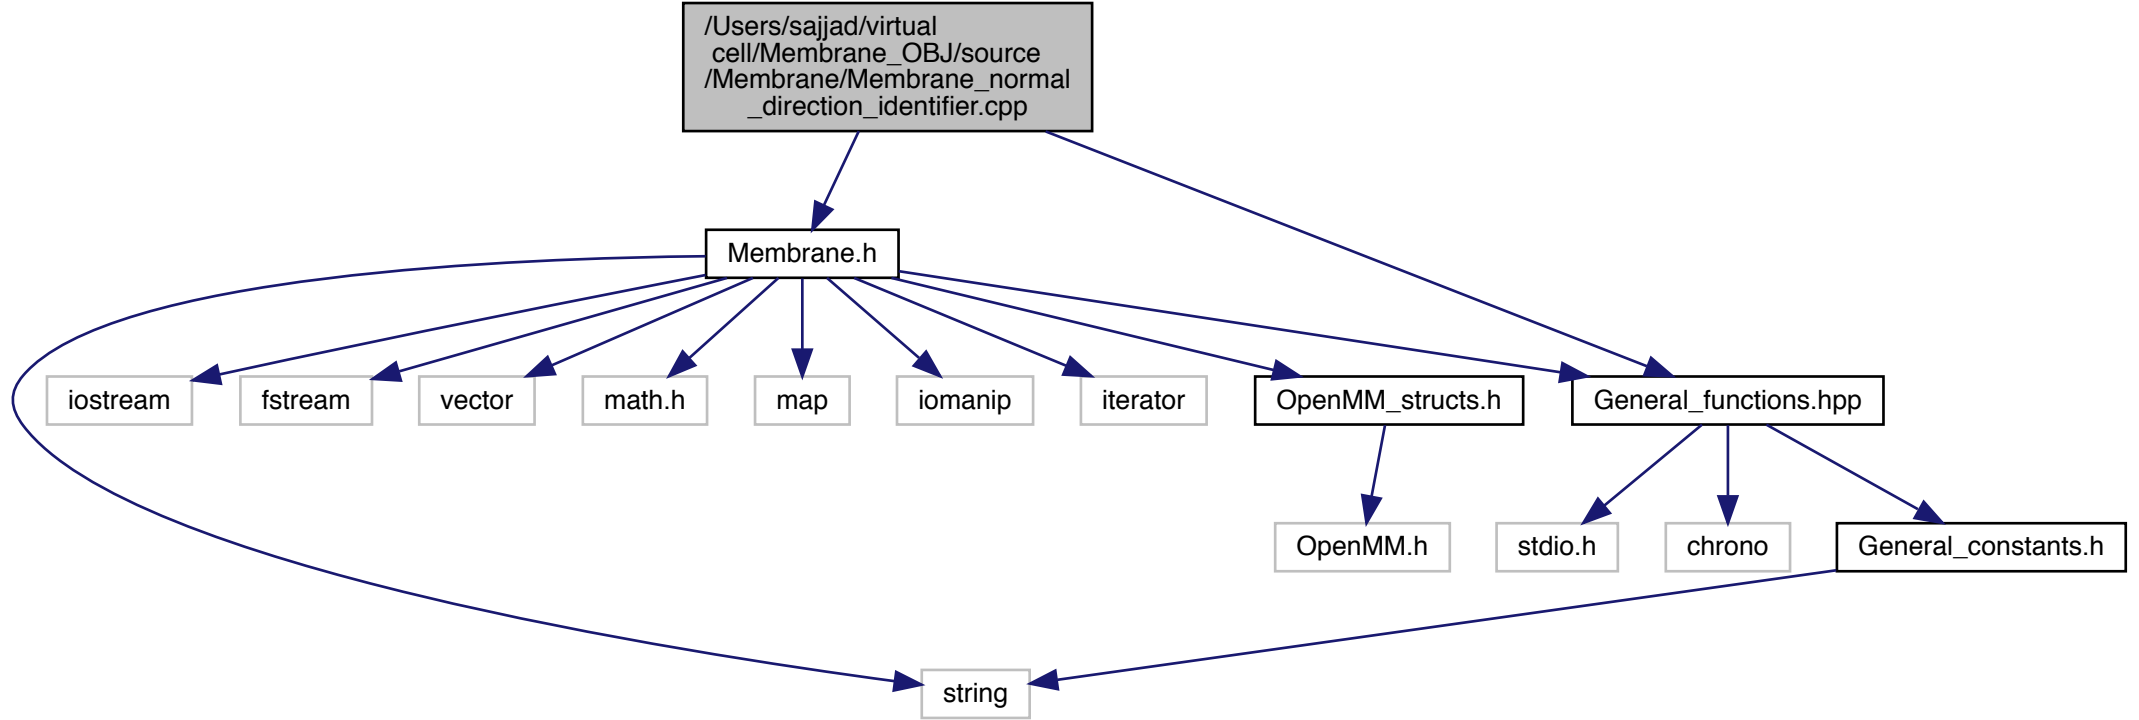 /Users/sajjad/virtual
cell/Membrane_OBJ/source
/Membrane/Membrane_normal
_direction_identifier.cpp
Membrane.h
iostream
fstream
vector
math.h
map
iomanip
iterator
OpenMM_structs.h
General_functions.hpp
OpenMM.h
stdio.h
chrono
General_constants.h
string